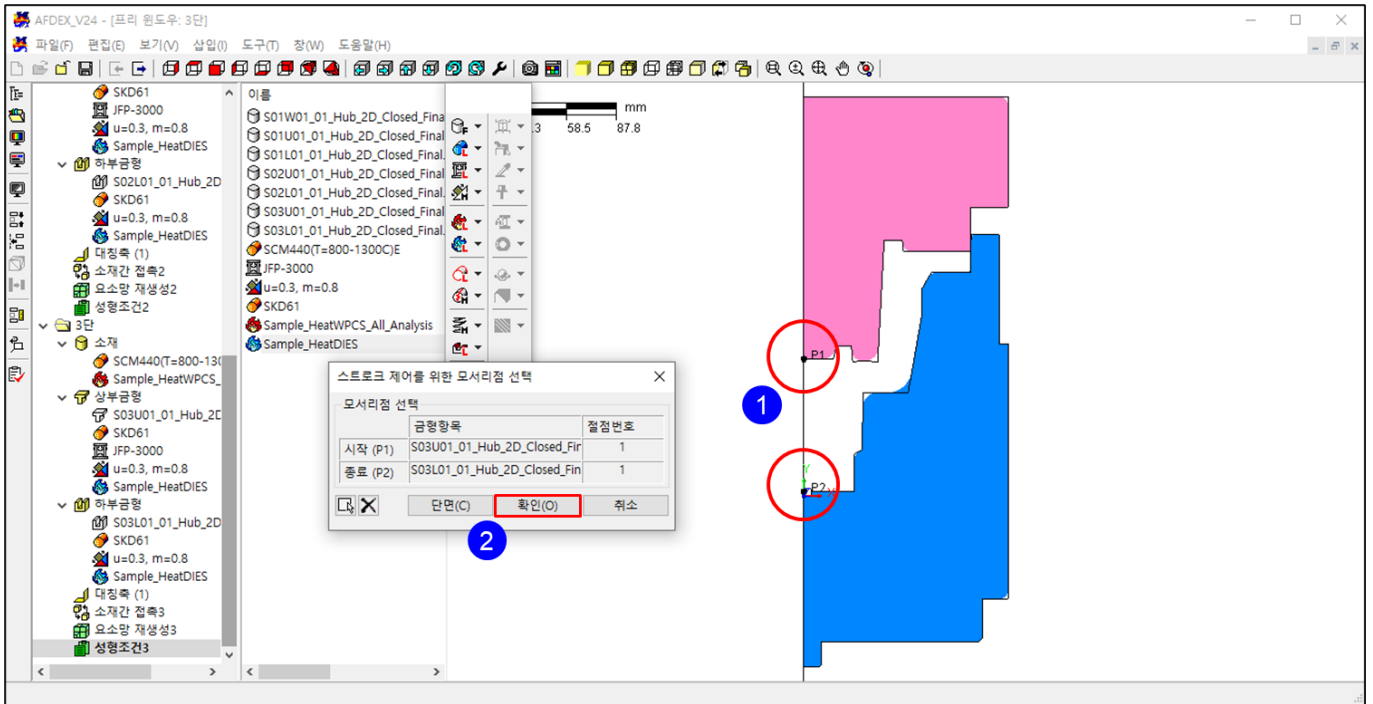 AFDEX_V24 - [프리 윈도우: 3단]
파일(F) 편집(E) 보기(V) 삽입(I) 도구(T) 창(W) 도움말(H)
SKD61
JFP-3000
u=0.3, m=0.8
Sample_HeatDIES
하부금형
S02L01_01_Hub_2D
SKD61
u=0.3, m=0.8
Sample_HeatDIES
대칭축 (1)
소재간 접촉2
요소망 재생성2
성형조건2
3단
소재
SCM440(T=800-130
Sample_HeatWPCS_
상부금형
S03U01_01_Hub_2D
SKD61
JFP-3000
u=0.3, m=0.8
Sample_HeatDIES
하부금형
S03L01_01_Hub_2D
SKD61
u=0.3, m=0.8
Sample_HeatDIES
대칭축 (1)
소재간 접촉3
요소망 재생성3
성형조건3
이름
S01W01_01_Hub_2D_Closed_Fina
S01U01_01_Hub_2D_Closed_Final
S01L01_01_Hub_2D_Closed_Final.
S02U01_01_Hub_2D_Closed_Final
S02L01_01_Hub_2D_Closed_Final.
S03U01_01_Hub_2D_Closed_Final
S03L01_01_Hub_2D_Closed_Final.
SCM440(T=800-1300C)E
JFP-3000
u=0.3, m=0.8
SKD61
Sample_HeatWPCS_All_Analysis
Sample_HeatDIES
mm
.3 58.5 87.8
스트로크 제어를 위한 모서리점 선택
모서리점 선택
금형항목 절점번호
시작 (P1) S03U01_01_Hub_2D_Closed_Fir 1
종료 (P2) S03L01_01_Hub_2D_Closed_Fin 1
단면(C) 확인(O) 취소
2
P1
1
Y
P2